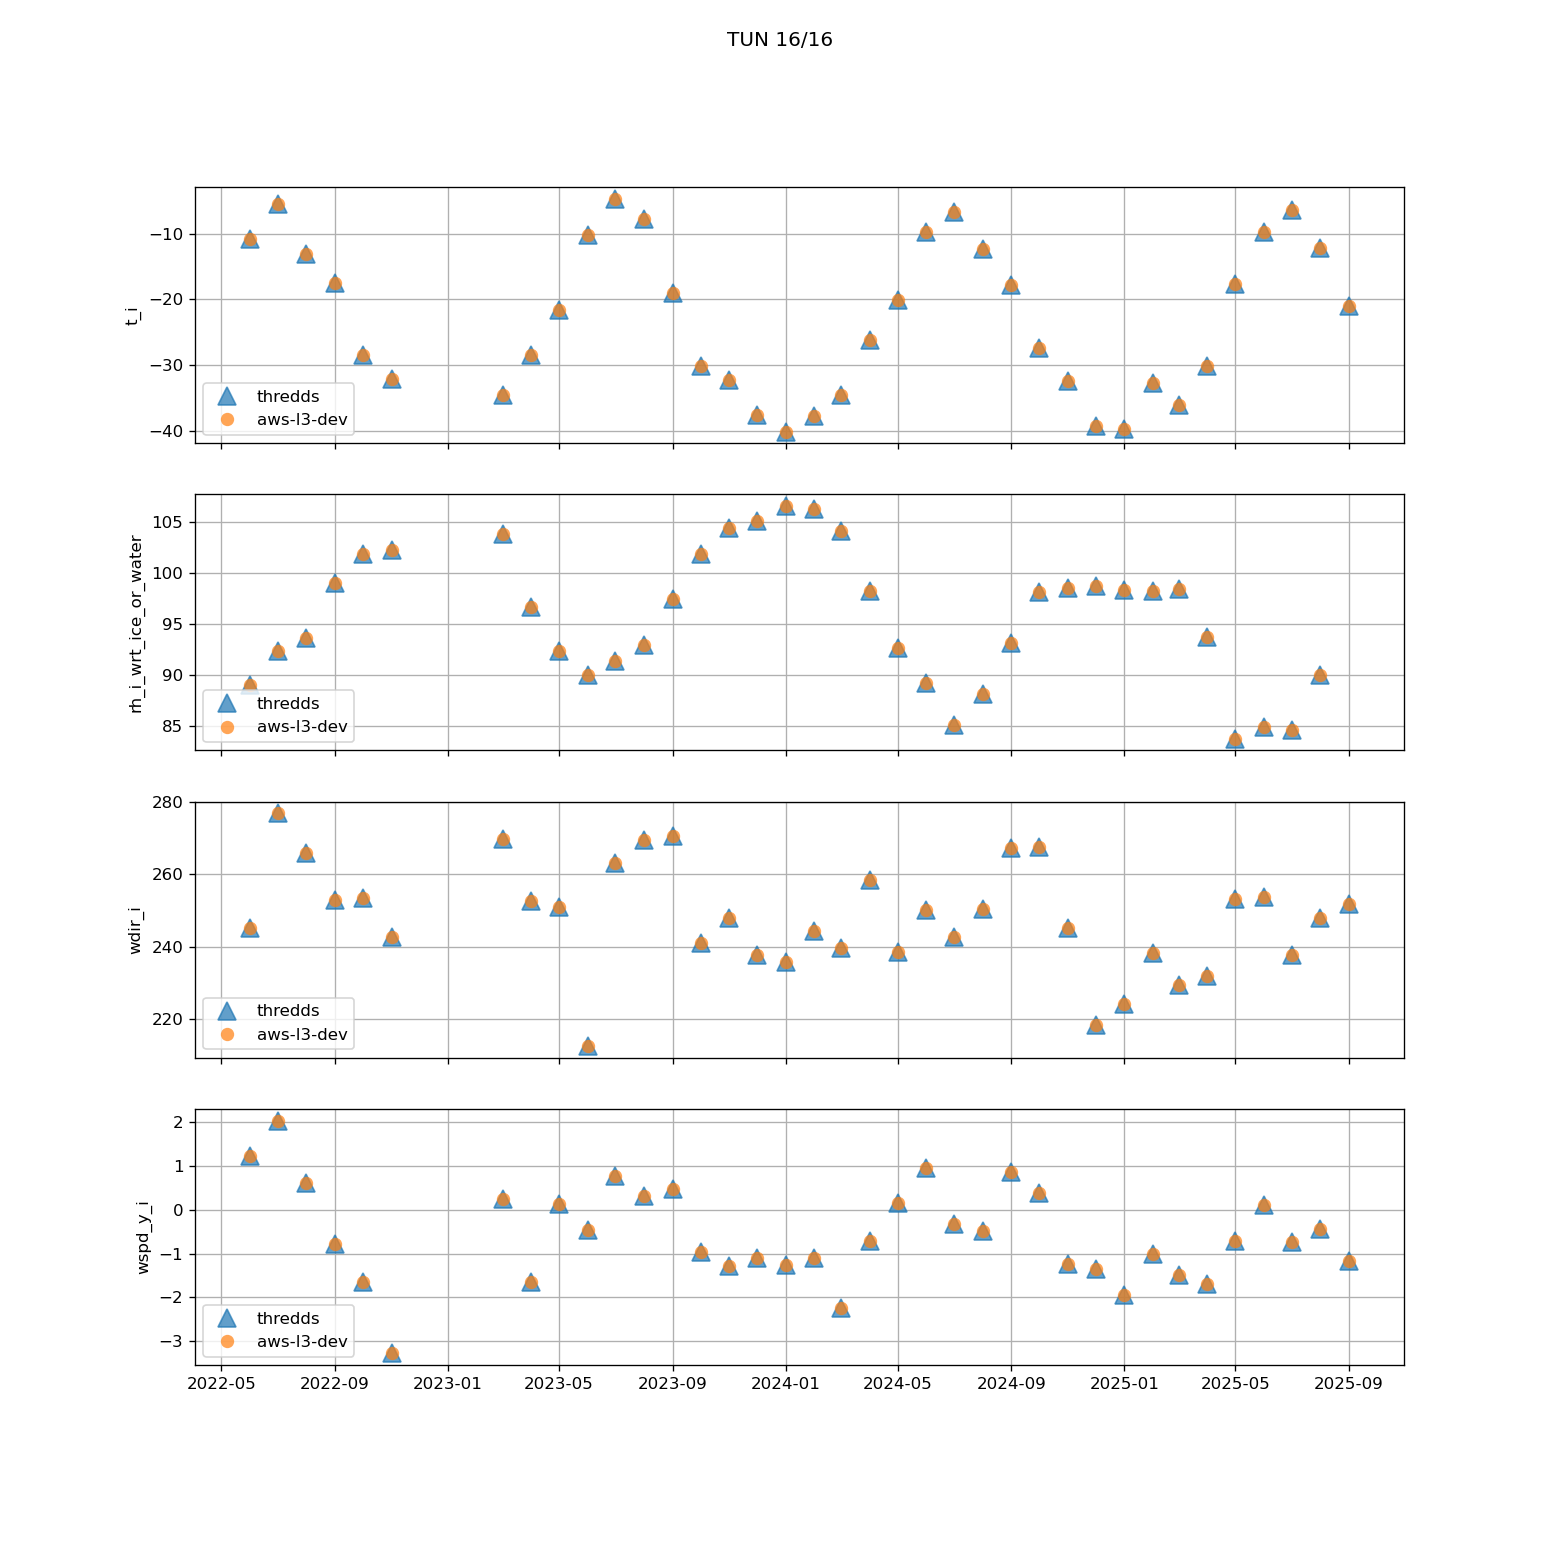 TUN 16/16
−10
−20
−30
−40
t_i
thredds
aws-l3-dev
105
100
95
90
85
rh_i_wrt_ice_or_water
thredds
aws-l3-dev
280
260
240
220
wdir_i
thredds
aws-l3-dev
2
1
0
−1
−2
−3
wspd_y_i
thredds
aws-l3-dev
2022-05 2022-09 2023-01 2023-05 2023-09 2024-01 2024-05 2024-09 2025-01 2025-05 2025-09